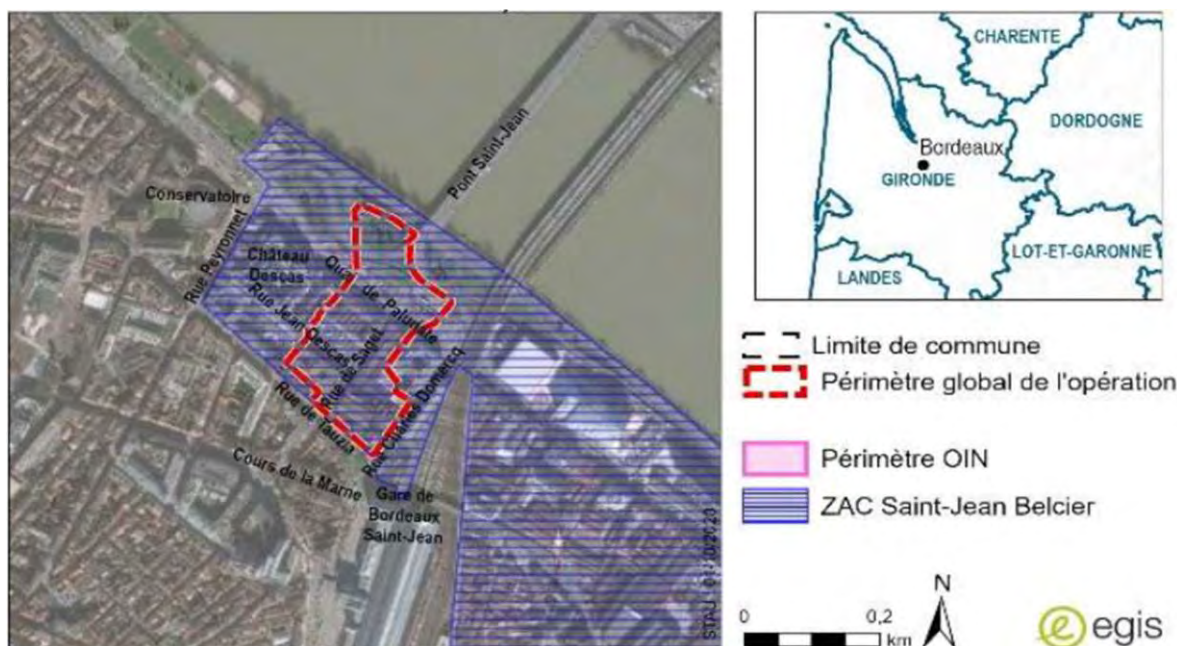 Pont Saint-Jean
Conservatoire
Rue Peyronnet
Château
Descas
Quai de Paludate
Rue Jean Descas
Rue de Saget
Rue Charles Domercq
Rue de Tauzia
Cours de la Marne
Gare de
Bordeaux
Saint-Jean
CHARENTE
DORDOGNE
Bordeaux
GIRONDE
LOT-ET-GARONNE
LANDES
Limite de commune
Périmètre global de l'opération
Périmètre OIN
ZAC Saint-Jean Belcier
N
0 0,2
km
egis